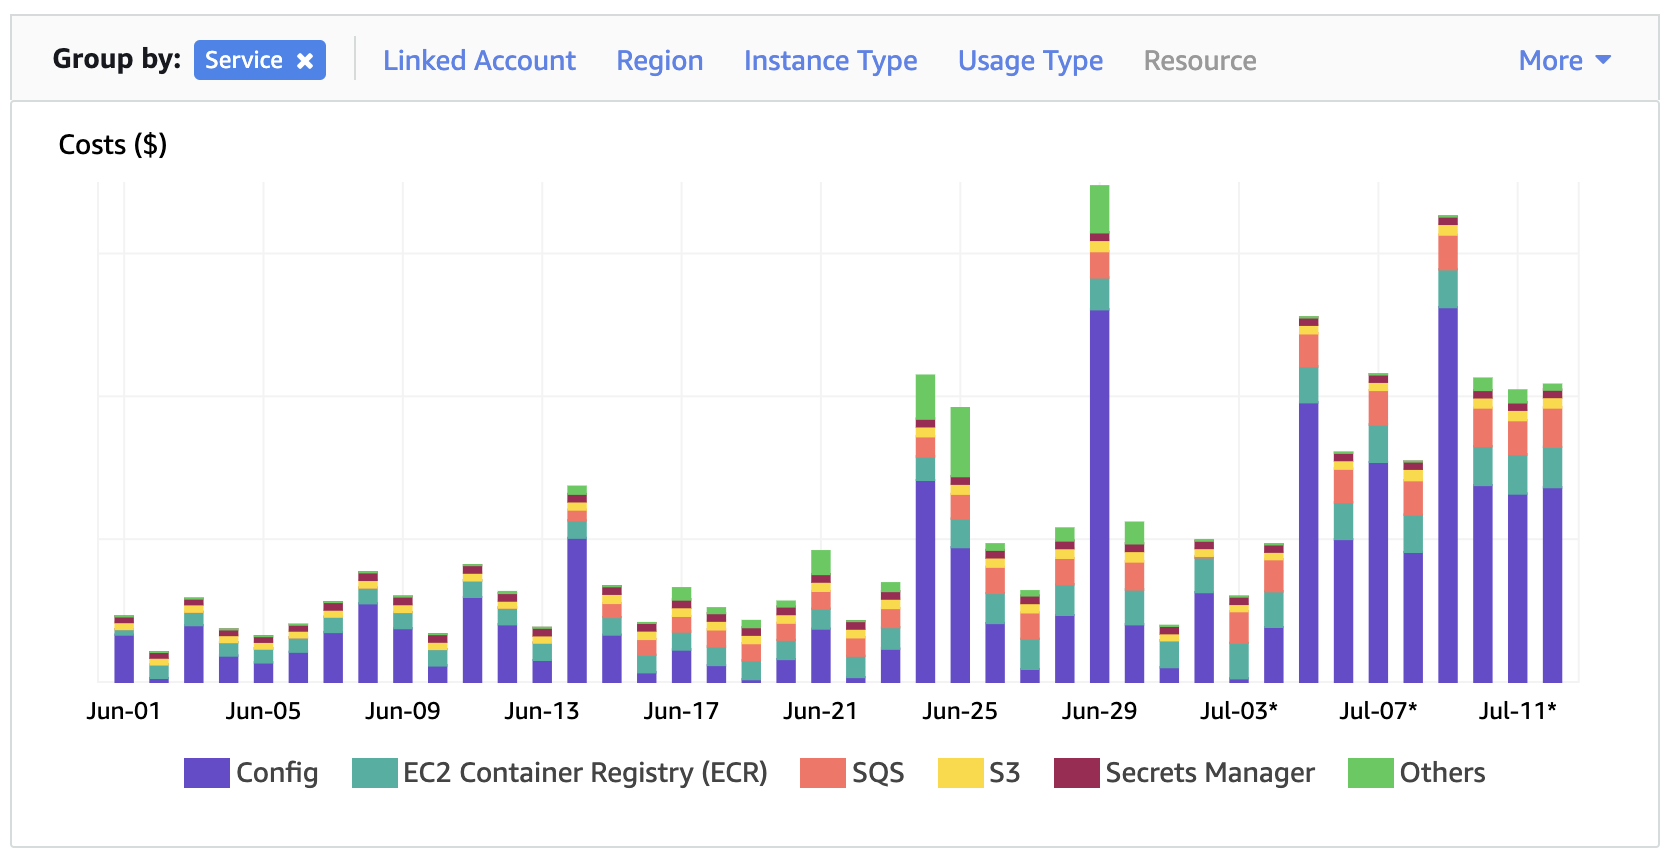 Group by: Service × Linked Account Region Instance Type Usage Type Resource More
Costs ($)
Jun-01 Jun-05 Jun-09 Jun-13 Jun-17 Jun-21 Jun-25 Jun-29 Jul-03* Jul-07* Jul-11*
Config EC2 Container Registry (ECR) SQS S3 Secrets Manager Others